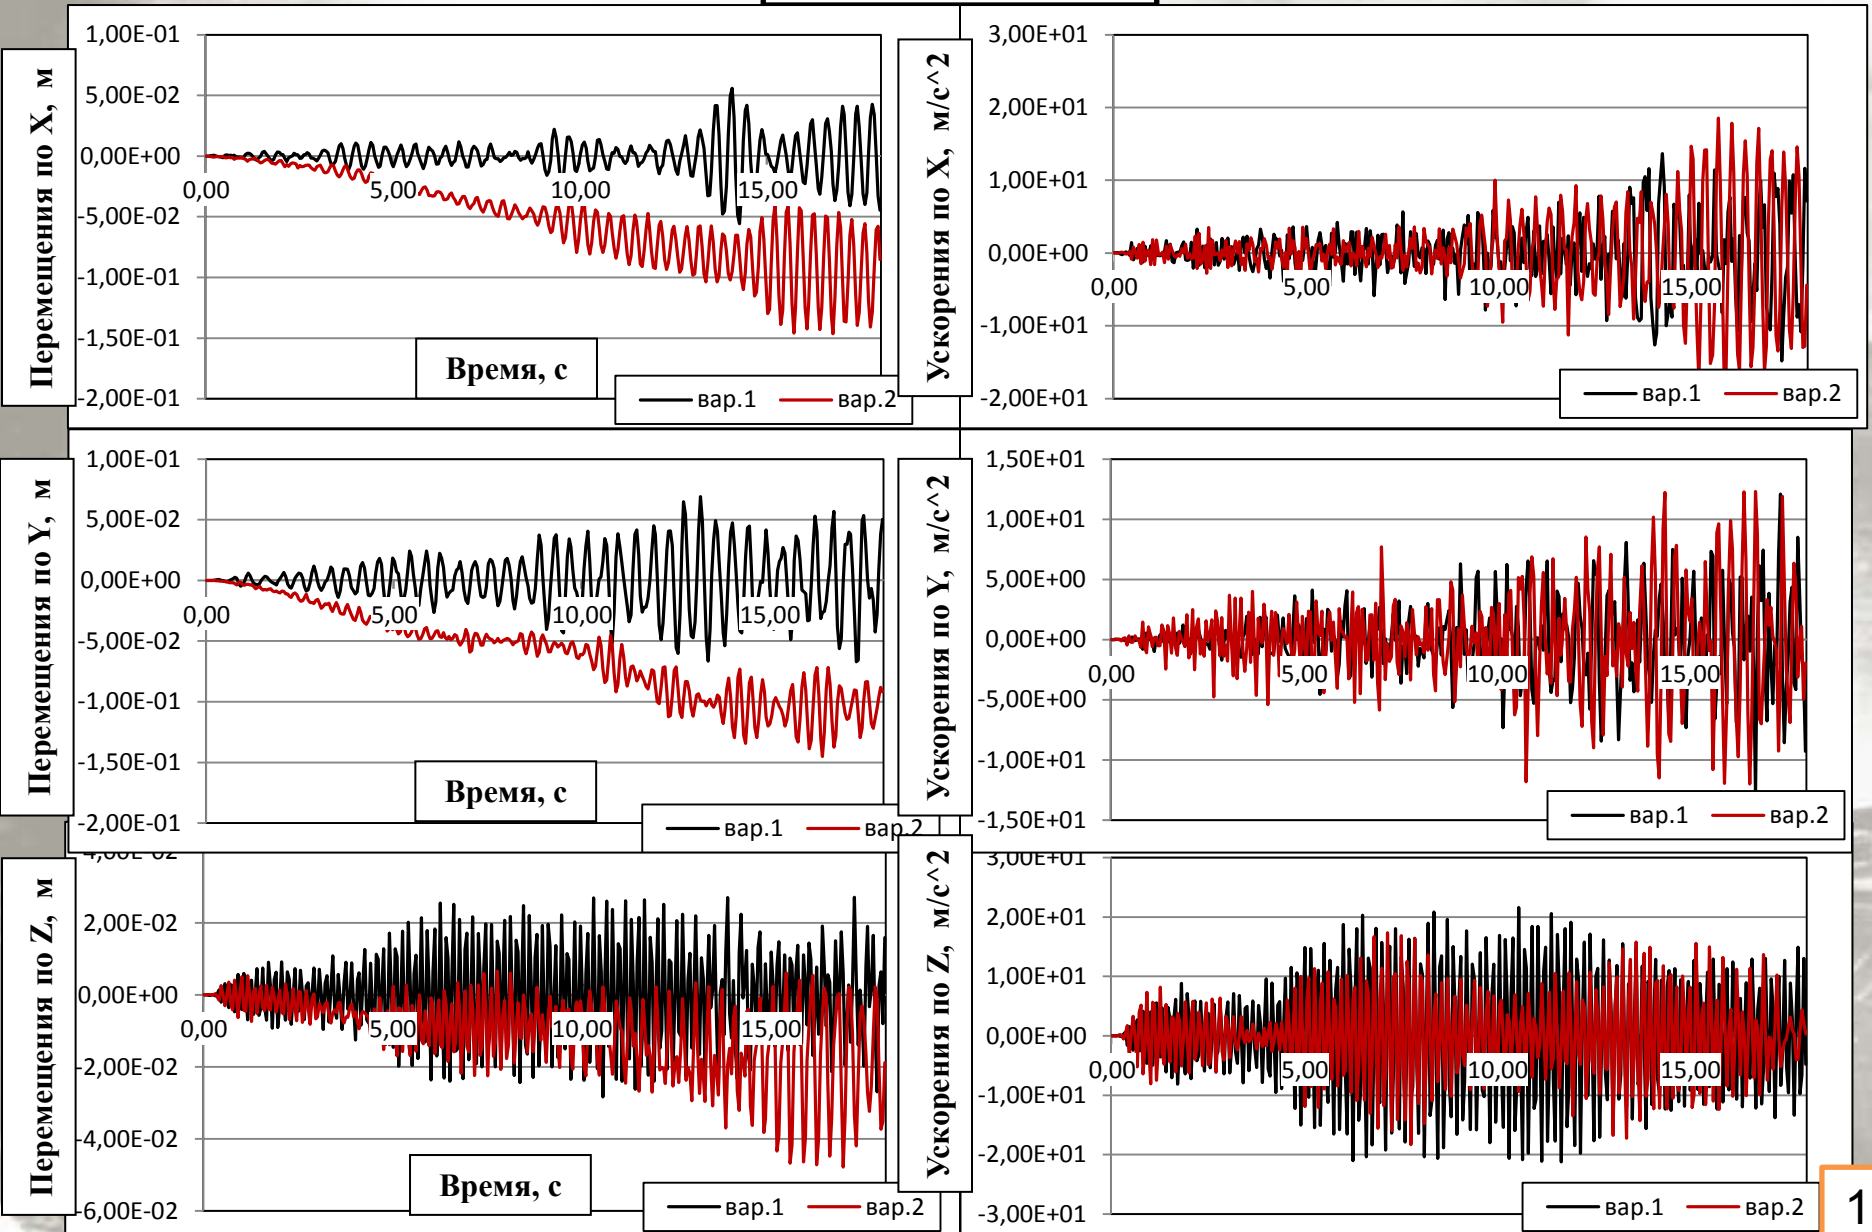 Перемещения по X, м
1,00E-01
5,00E-02
0,00E+00
-5,00E-02
-1,00E-01
-1,50E-01
-2,00E-01
0,00 5,00 10,00 15,00
Время, с
вар.1 вар.2
Ускорения по X, м/с^2
3,00E+01
2,00E+01
1,00E+01
0,00E+00
-1,00E+01
-2,00E+01
0,00 5,00 10,00 15,00
вар.1 вар.2
Перемещения по Y, м
1,00E-01
5,00E-02
0,00E+00
-5,00E-02
-1,00E-01
-1,50E-01
-2,00E-01
0,00 5,00 10,00 15,00
Время, с
вар.1 вар.2
Ускорения по Y, м/с^2
1,50E+01
1,00E+01
5,00E+00
0,00E+00
-5,00E+00
-1,00E+01
-1,50E+01
0,00 5,00 10,00 15,00
вар.1 вар.2
Перемещения по Z, м
4,00E-02
2,00E-02
0,00E+00
-2,00E-02
-4,00E-02
-6,00E-02
0,00 5,00 10,00 15,00
Время, с
вар.1 вар.2
Ускорения по Z, м/с^2
3,00E+01
2,00E+01
1,00E+01
0,00E+00
-1,00E+01
-2,00E+01
-3,00E+01
0,00 5,00 10,00 15,00
вар.1 вар.2
1